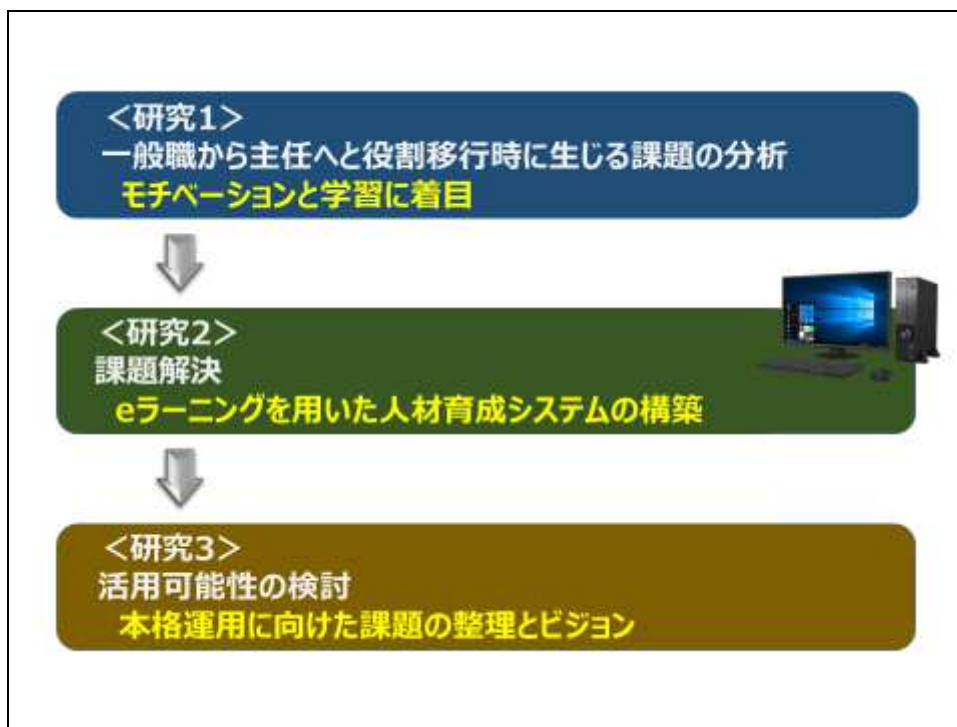 ＜研究1＞
一般職から主任へと役割移行時に生じる課題の分析
モチベーションと学習に着目
＜研究2＞
課題解決
eラーニングを用いた人材育成システムの構築
＜研究3＞
活用可能性の検討
本格運用に向けた課題の整理とビジョン